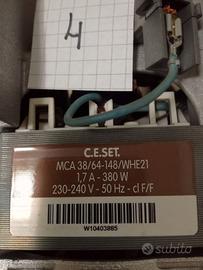 4
C.E.SET.
MCA 38/64-148/WHE21
1,7 A - 380 W
230-240 V - 50 Hz - cl F/F
W10403885
subito